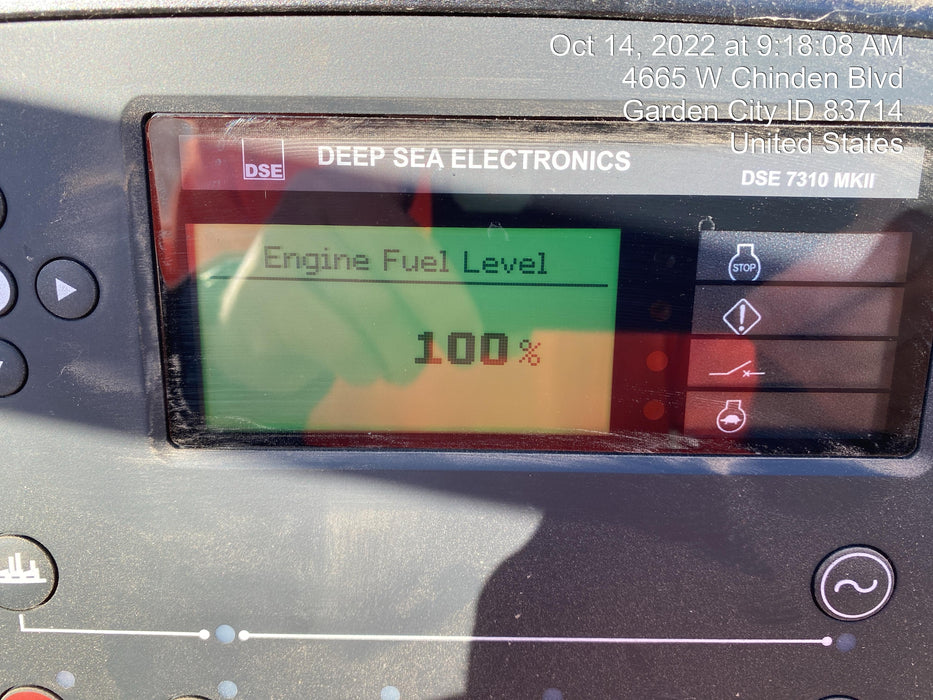 Oct 14, 2022 at 9:18:08 AM
4665 W Chinden Blvd
Garden City ID 83714
United States
DSE
DEEP SEA ELECTRONICS
DSE 7310 MKII
Engine Fuel Level
100%
STOP